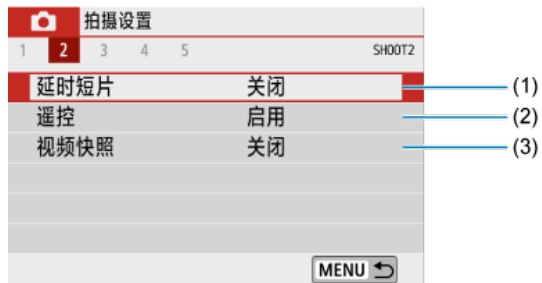 拍摄设置
1 2 3 4 5 SHOOT2
延时短片 关闭 (1)
遥控 启用 (2)
视频快照 关闭 (3)
MENU